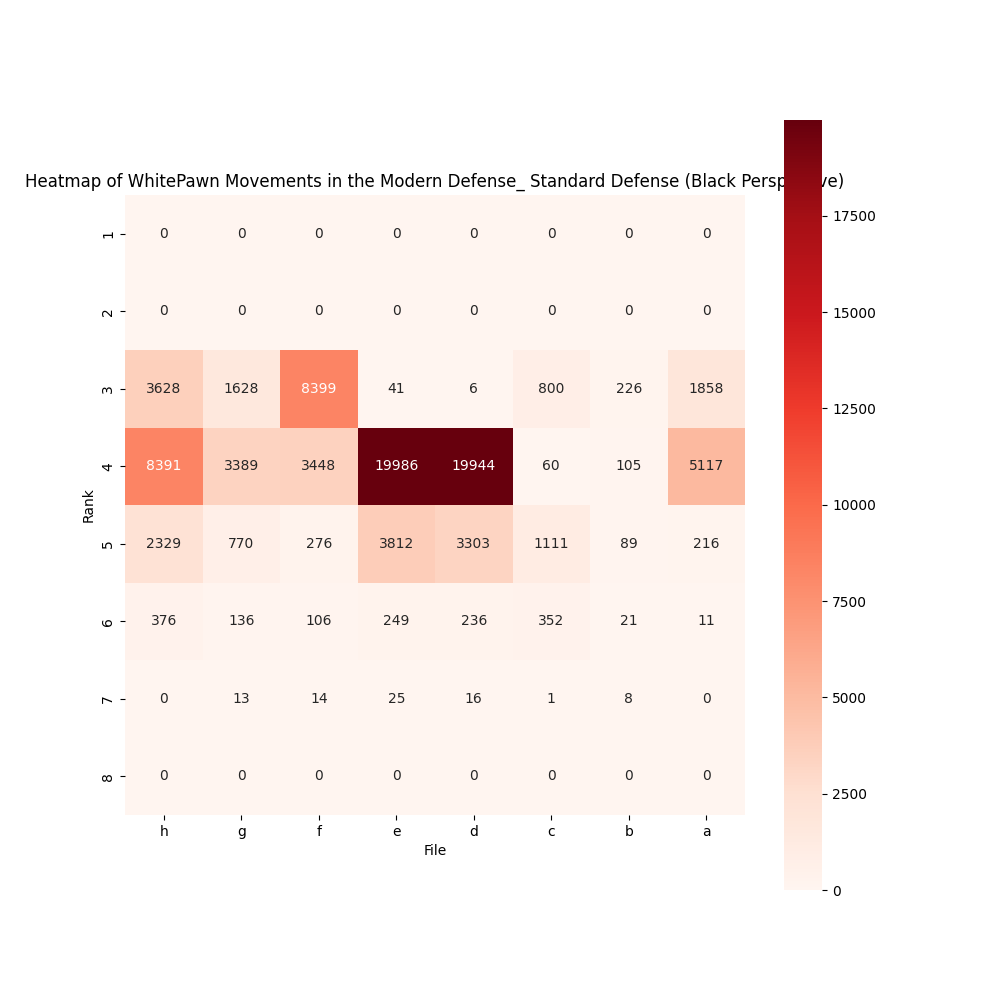 Heatmap of WhitePawn Movements in the Modern Defense_ Standard Defense (Black Perspective)
1 0 0 0 0 0 0 0 0
2 0 0 0 0 0 0 0 0
3 3628 1628 8399 41 6 800 226 1858
4 8391 3389 3448 19986 19944 60 105 5117
5 2329 770 276 3812 3303 1111 89 216
6 376 136 106 249 236 352 21 11
7 0 13 14 25 16 1 8 0
8 0 0 0 0 0 0 0 0
h g f e d c b a
File
Rank
17500
15000
12500
10000
7500
5000
2500
0